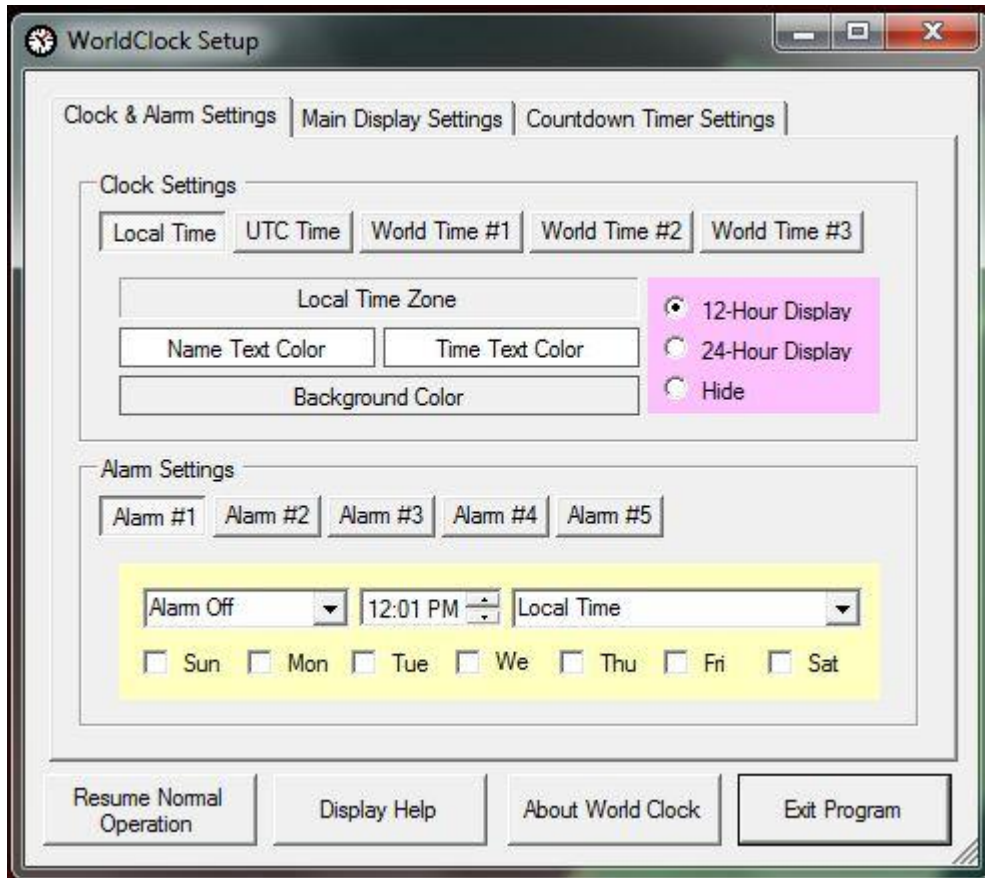 WorldClock Setup
Clock & Alarm Settings Main Display Settings Countdown Timer Settings
Clock Settings
Local Time UTC Time World Time #1 World Time #2 World Time #3
Local Time Zone
12-Hour Display
Name Text Color Time Text Color
24-Hour Display
Background Color
Hide
Alarm Settings
Alarm #1 Alarm #2 Alarm #3 Alarm #4 Alarm #5
Alarm Off 12:01 PM Local Time
Sun Mon Tue We Thu Fri Sat
Resume Normal
Operation
Display Help
About World Clock
Exit Program